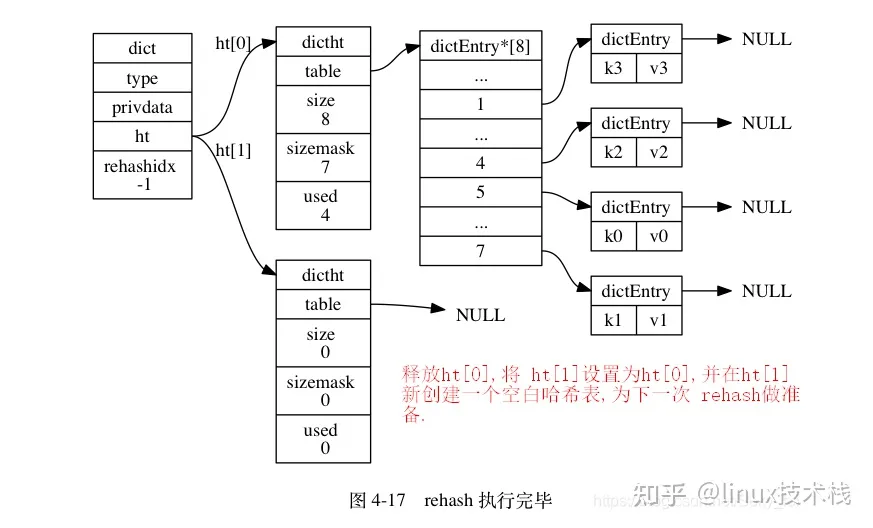 dict
type
privdata
ht
rehashidx
-1
ht[0]
ht[1]
dictht
table
size
8
sizemask
7
used
4
dictht
table
size
0
sizemask
0
used
0
NULL
dictEntry*[8]
...
1
...
4
5
...
7
dictEntry
k3 v3
NULL
dictEntry
k2 v2
NULL
dictEntry
k0 v0
NULL
dictEntry
k1 v1
NULL
释放ht[0],将 ht[1]设置为ht[0],并在ht[1]
新创建一个空白哈希表,为下一次 rehash做准
备.
图 4-17 rehash 执行完毕
知乎 @linux技术栈